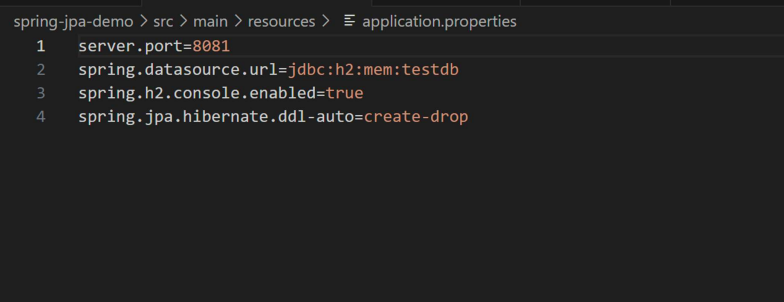 spring-jpa-demo > src > main > resources > application.properties
1 server.port=8081
2 spring.datasource.url=jdbc:h2:mem:testdb
3 spring.h2.console.enabled=true
4 spring.jpa.hibernate.ddl-auto=create-drop